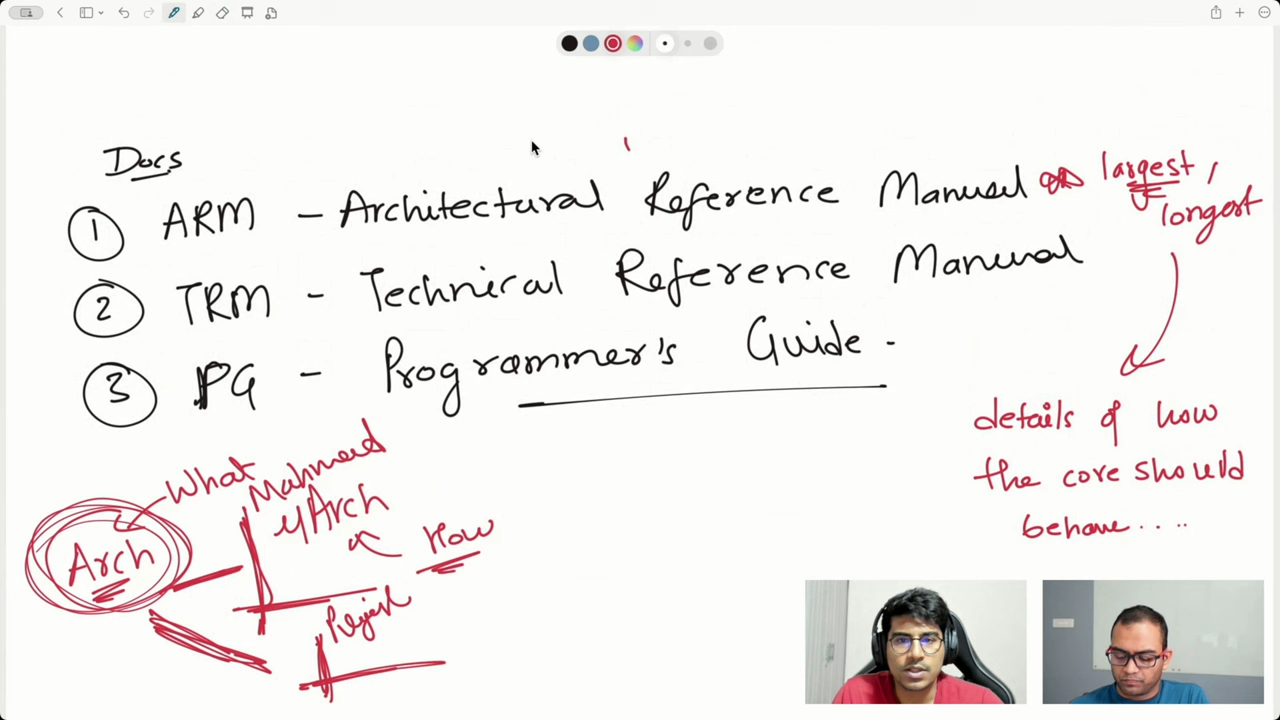 Docs
1 ARM - Architectural Reference Manual largest,
longest
2 TRM - Technical Reference Manual
3 PG - Programmer's Guide.
details of how
the core should
behave.....
What
Mahmood
μArch
How
Arch